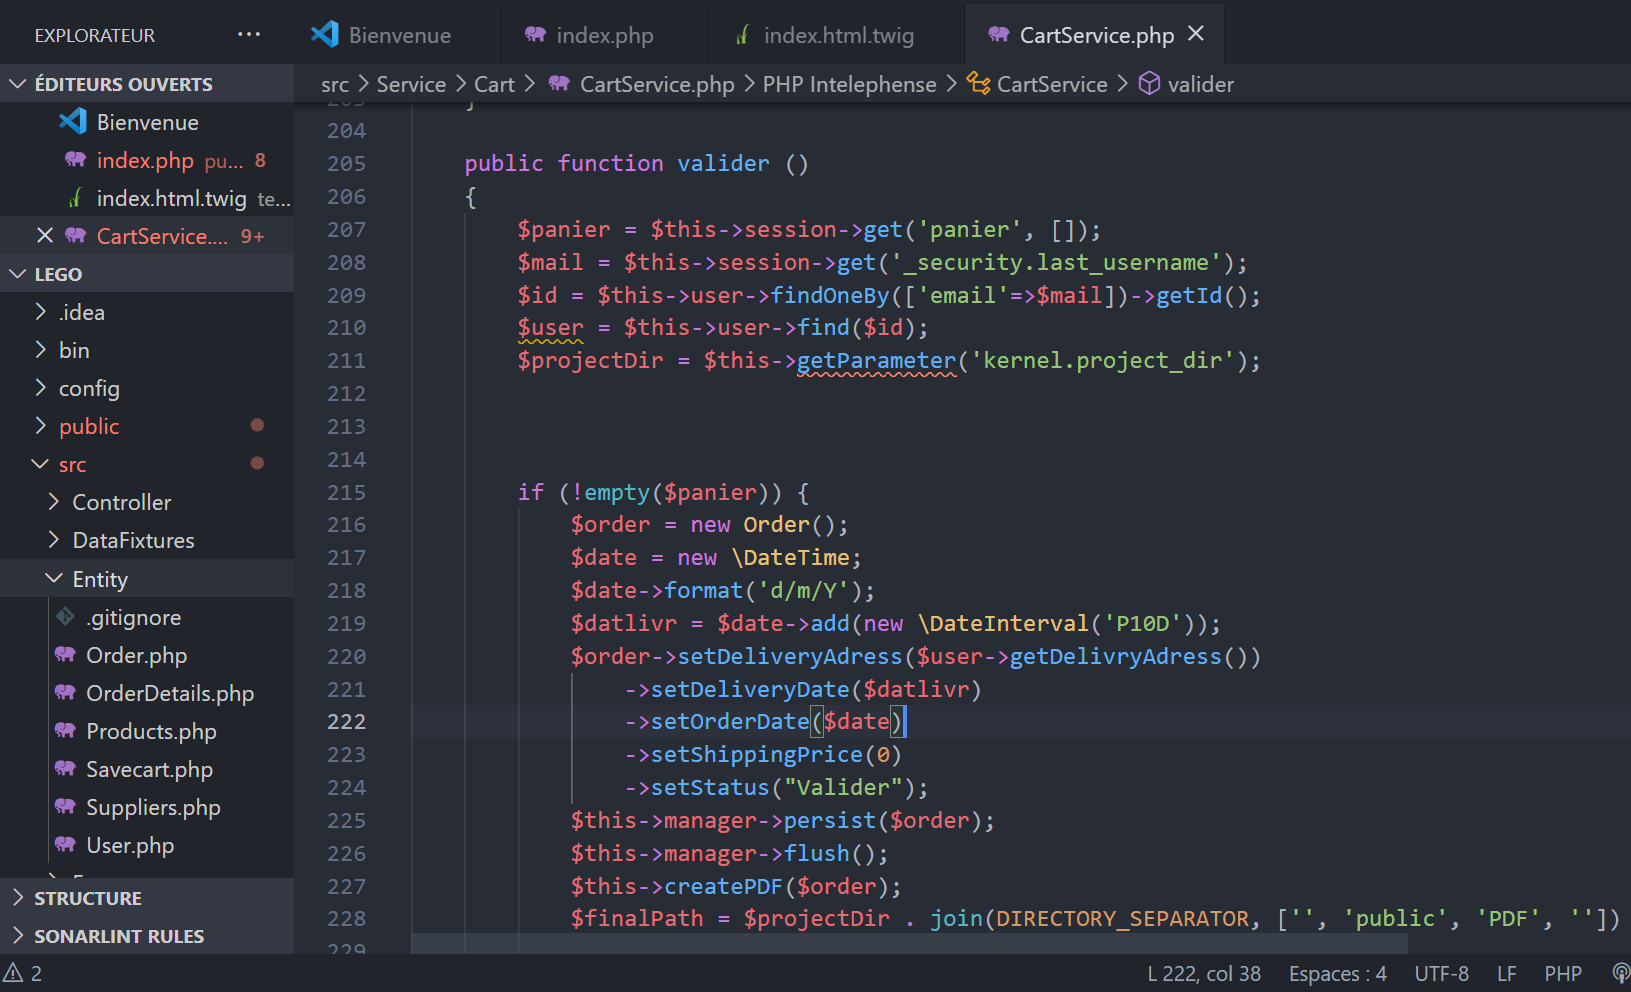 EXPLORATEUR ...
ÉDITEURS OUVERTS
Bienvenue
index.php pu... 8
index.html.twig te...
CartService.... 9+
LEGO
.idea
bin
config
public
src
Controller
DataFixtures
Entity
.gitignore
Order.php
OrderDetails.php
Products.php
Savecart.php
Suppliers.php
User.php
STRUCTURE
SONARLINT RULES
Bienvenue
index.php
index.html.twig
CartService.php
src > Service > Cart > CartService.php > PHP Intelephense > CartService > valider
204
205 public function valider ()
206 {
207 $panier = $this->session->get('panier', []);
208 $mail = $this->session->get('_security.last_username');
209 $id = $this->user->findOneBy(['email'=>$mail])->getId();
210 $user = $this->user->find($id);
211 $projectDir = $this->getParameter('kernel.project_dir');
212
213
214
215 if (!empty($panier)) {
216 $order = new Order();
217 $date = new \DateTime;
218 $date->format('d/m/Y');
219 $datlivr = $date->add(new \DateInterval('P10D'));
220 $order->setDeliveryAdress($user->getDelivryAdress())
221 ->setDeliveryDate($datlivr)
222 ->setOrderDate($date)
223 ->setShippingPrice(0)
224 ->setStatus("Valider");
225 $this->manager->persist($order);
226 $this->manager->flush();
227 $this->createPDF($order);
228 $finalPath = $projectDir . join(DIRECTORY_SEPARATOR, ['', 'public', 'PDF', ''])
229
2
L 222, col 38
Espaces : 4
UTF-8
LF
PHP